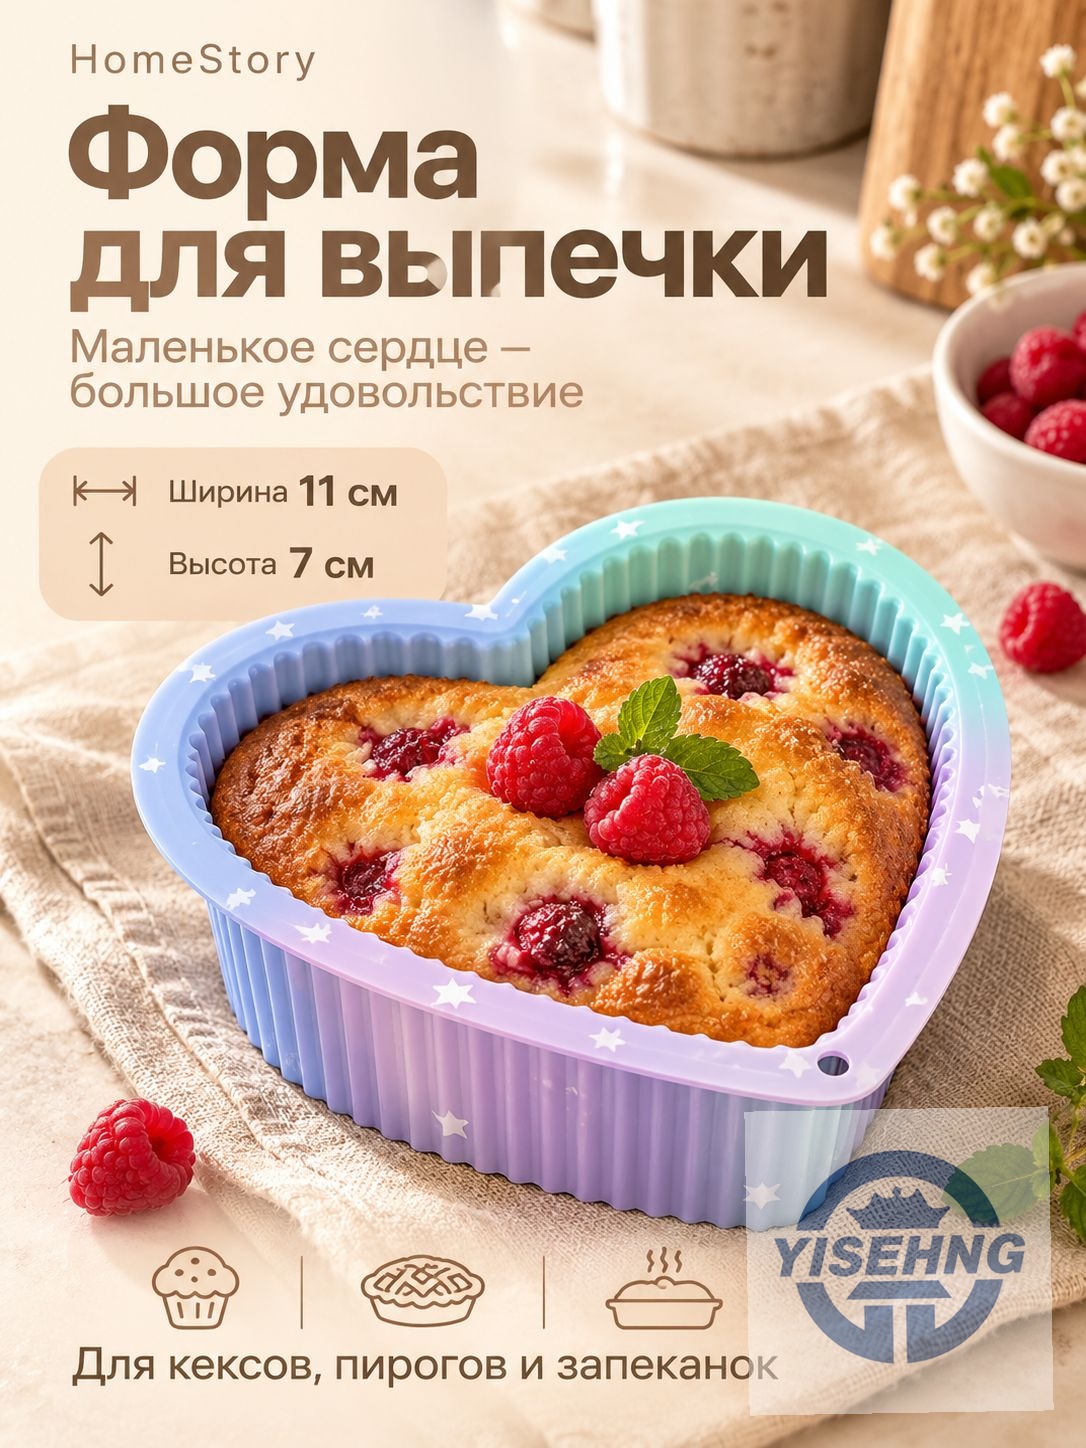 HomeStory
Форма
для выпечки
Маленькое сердце –
большое удовольствие
Ширина 11 см
Высота 7 см
Для кексов, пирогов и запеканок
YISEHNG